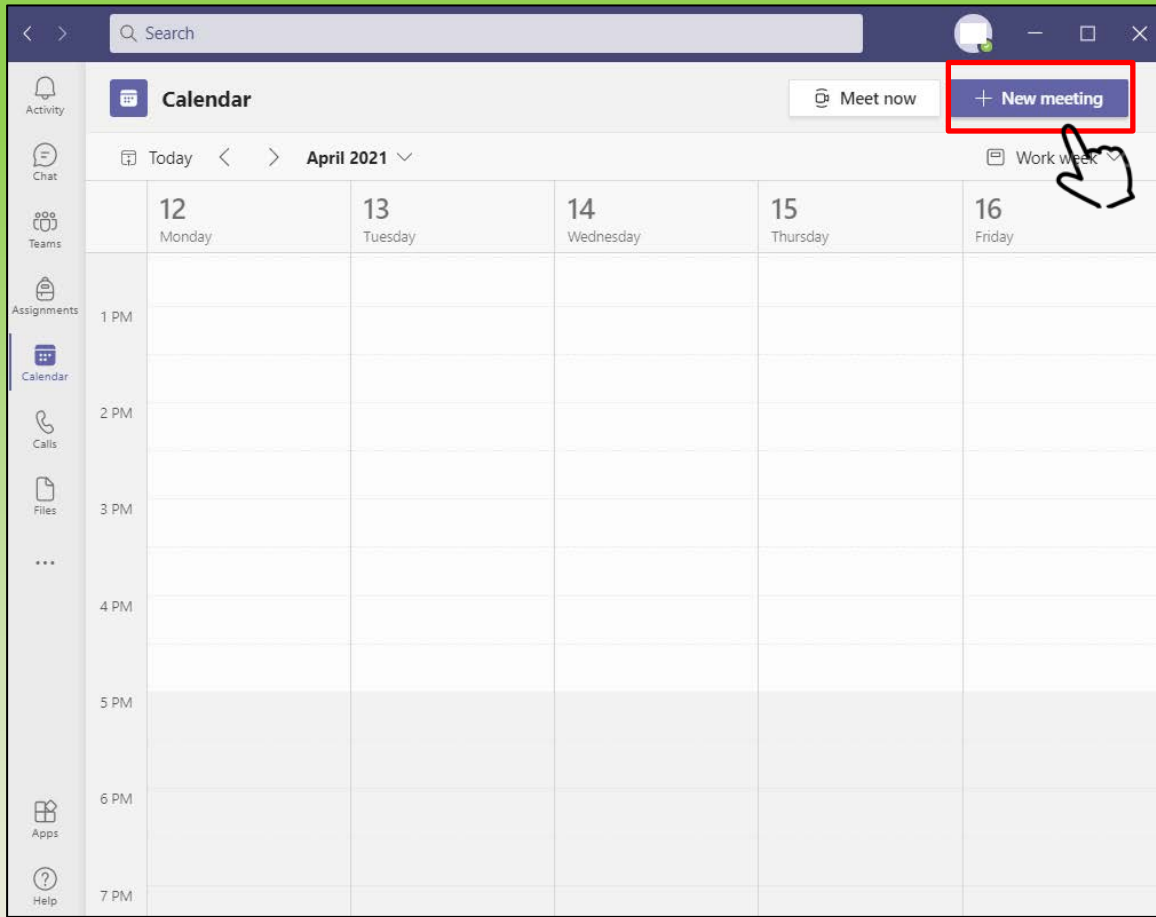 Search
Activity
Calendar
Meet now
New meeting
Chat
Today
April 2021
Work week
Teams
12
Monday
13
Tuesday
14
Wednesday
15
Thursday
16
Friday
Assignments
1 PM
Calendar
2 PM
Calls
Files
3 PM
...
4 PM
5 PM
6 PM
Apps
Help
7 PM